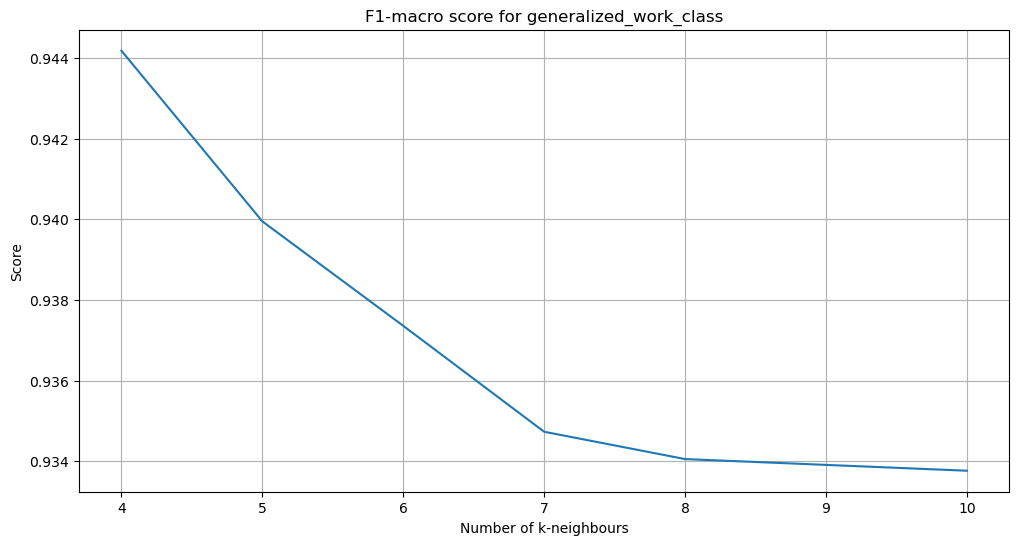 F1-macro score for generalized_work_class
0.944
0.942
0.940
0.938
0.936
0.934
Score
4 5 6 7 8 9 10
Number of k-neighbours